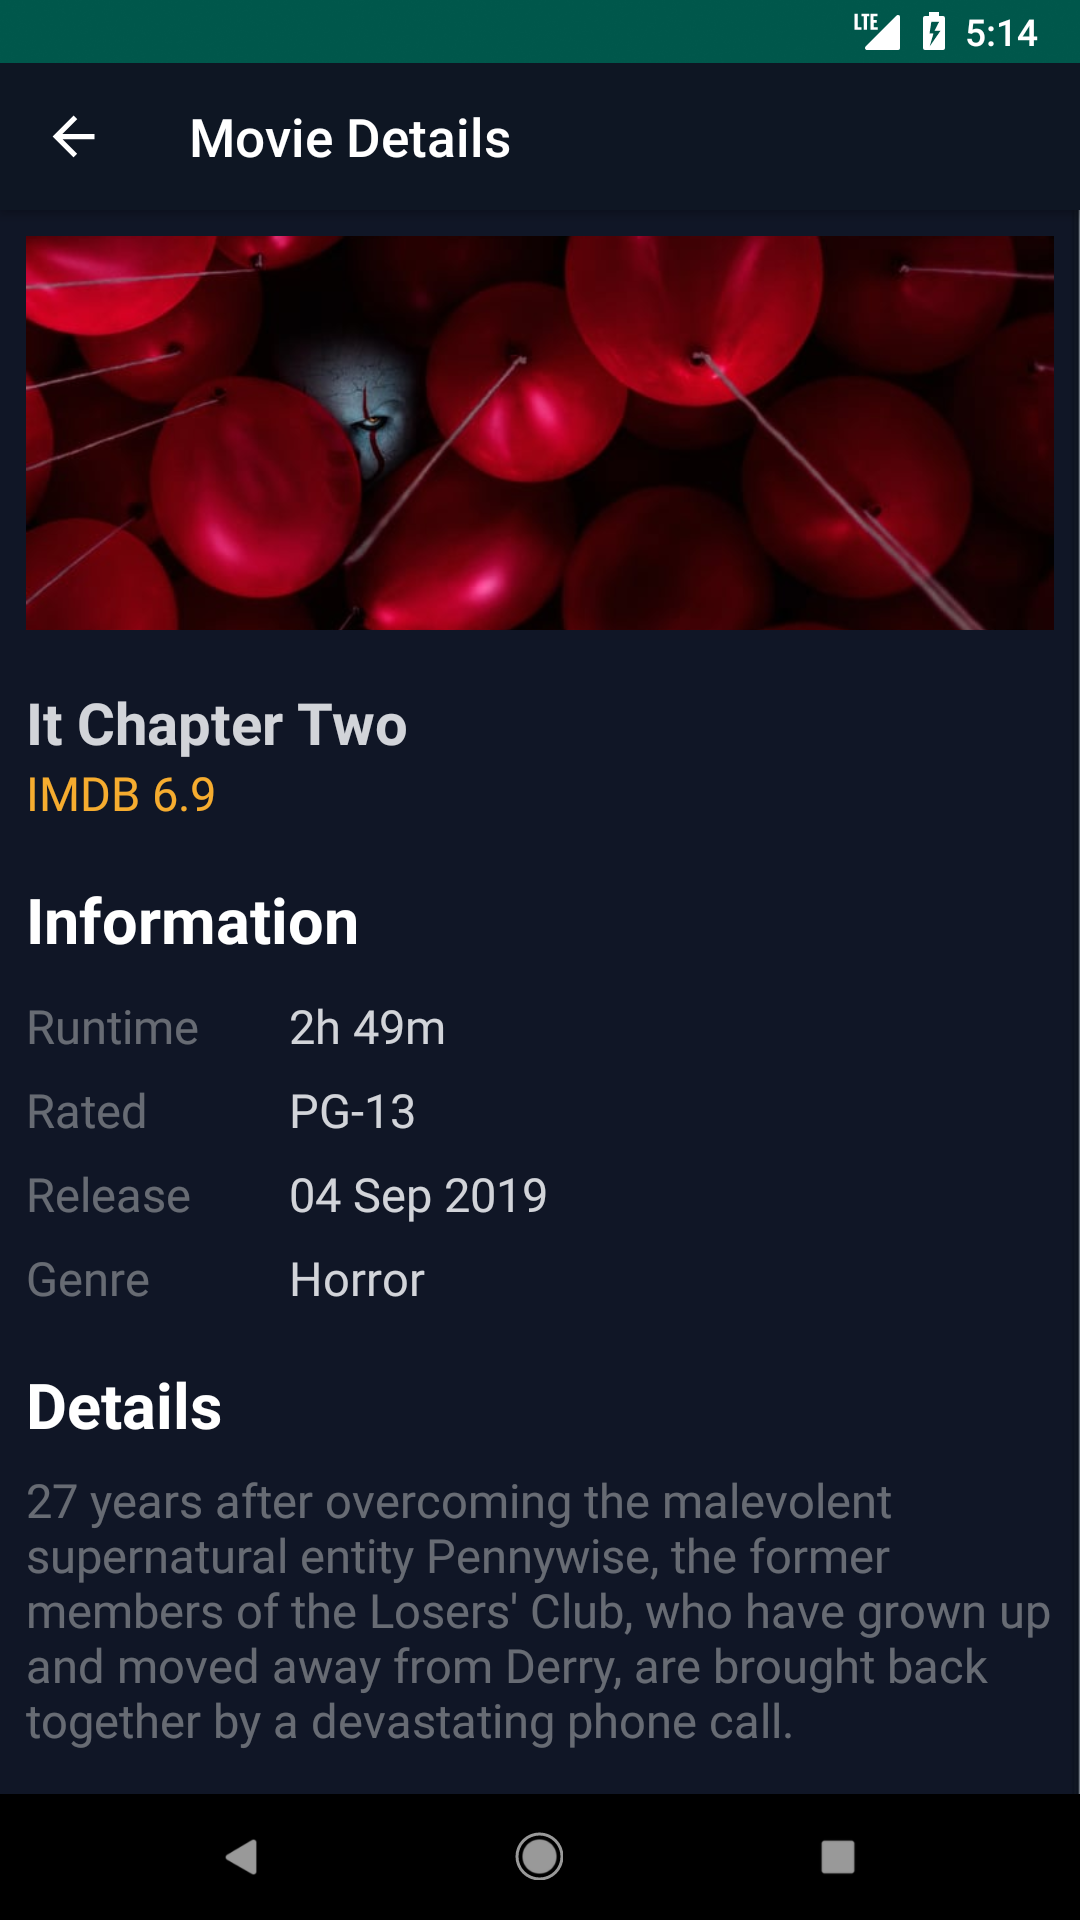 LTE 5:14
Movie Details
It Chapter Two
IMDB 6.9
Information
Runtime 2h 49m
Rated PG-13
Release 04 Sep 2019
Genre Horror
Details
27 years after overcoming the malevolent
supernatural entity Pennywise, the former
members of the Losers' Club, who have grown up
and moved away from Derry, are brought back
together by a devastating phone call.